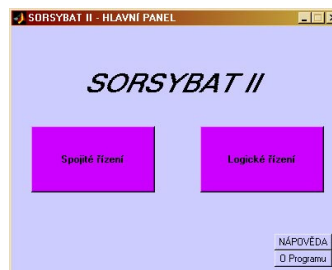 SORSYBAT II - HLAVNÍ PANEL
SORSYBAT II
Spojité řízení
Logické řízení
NÁPOVĚDA
O Programu